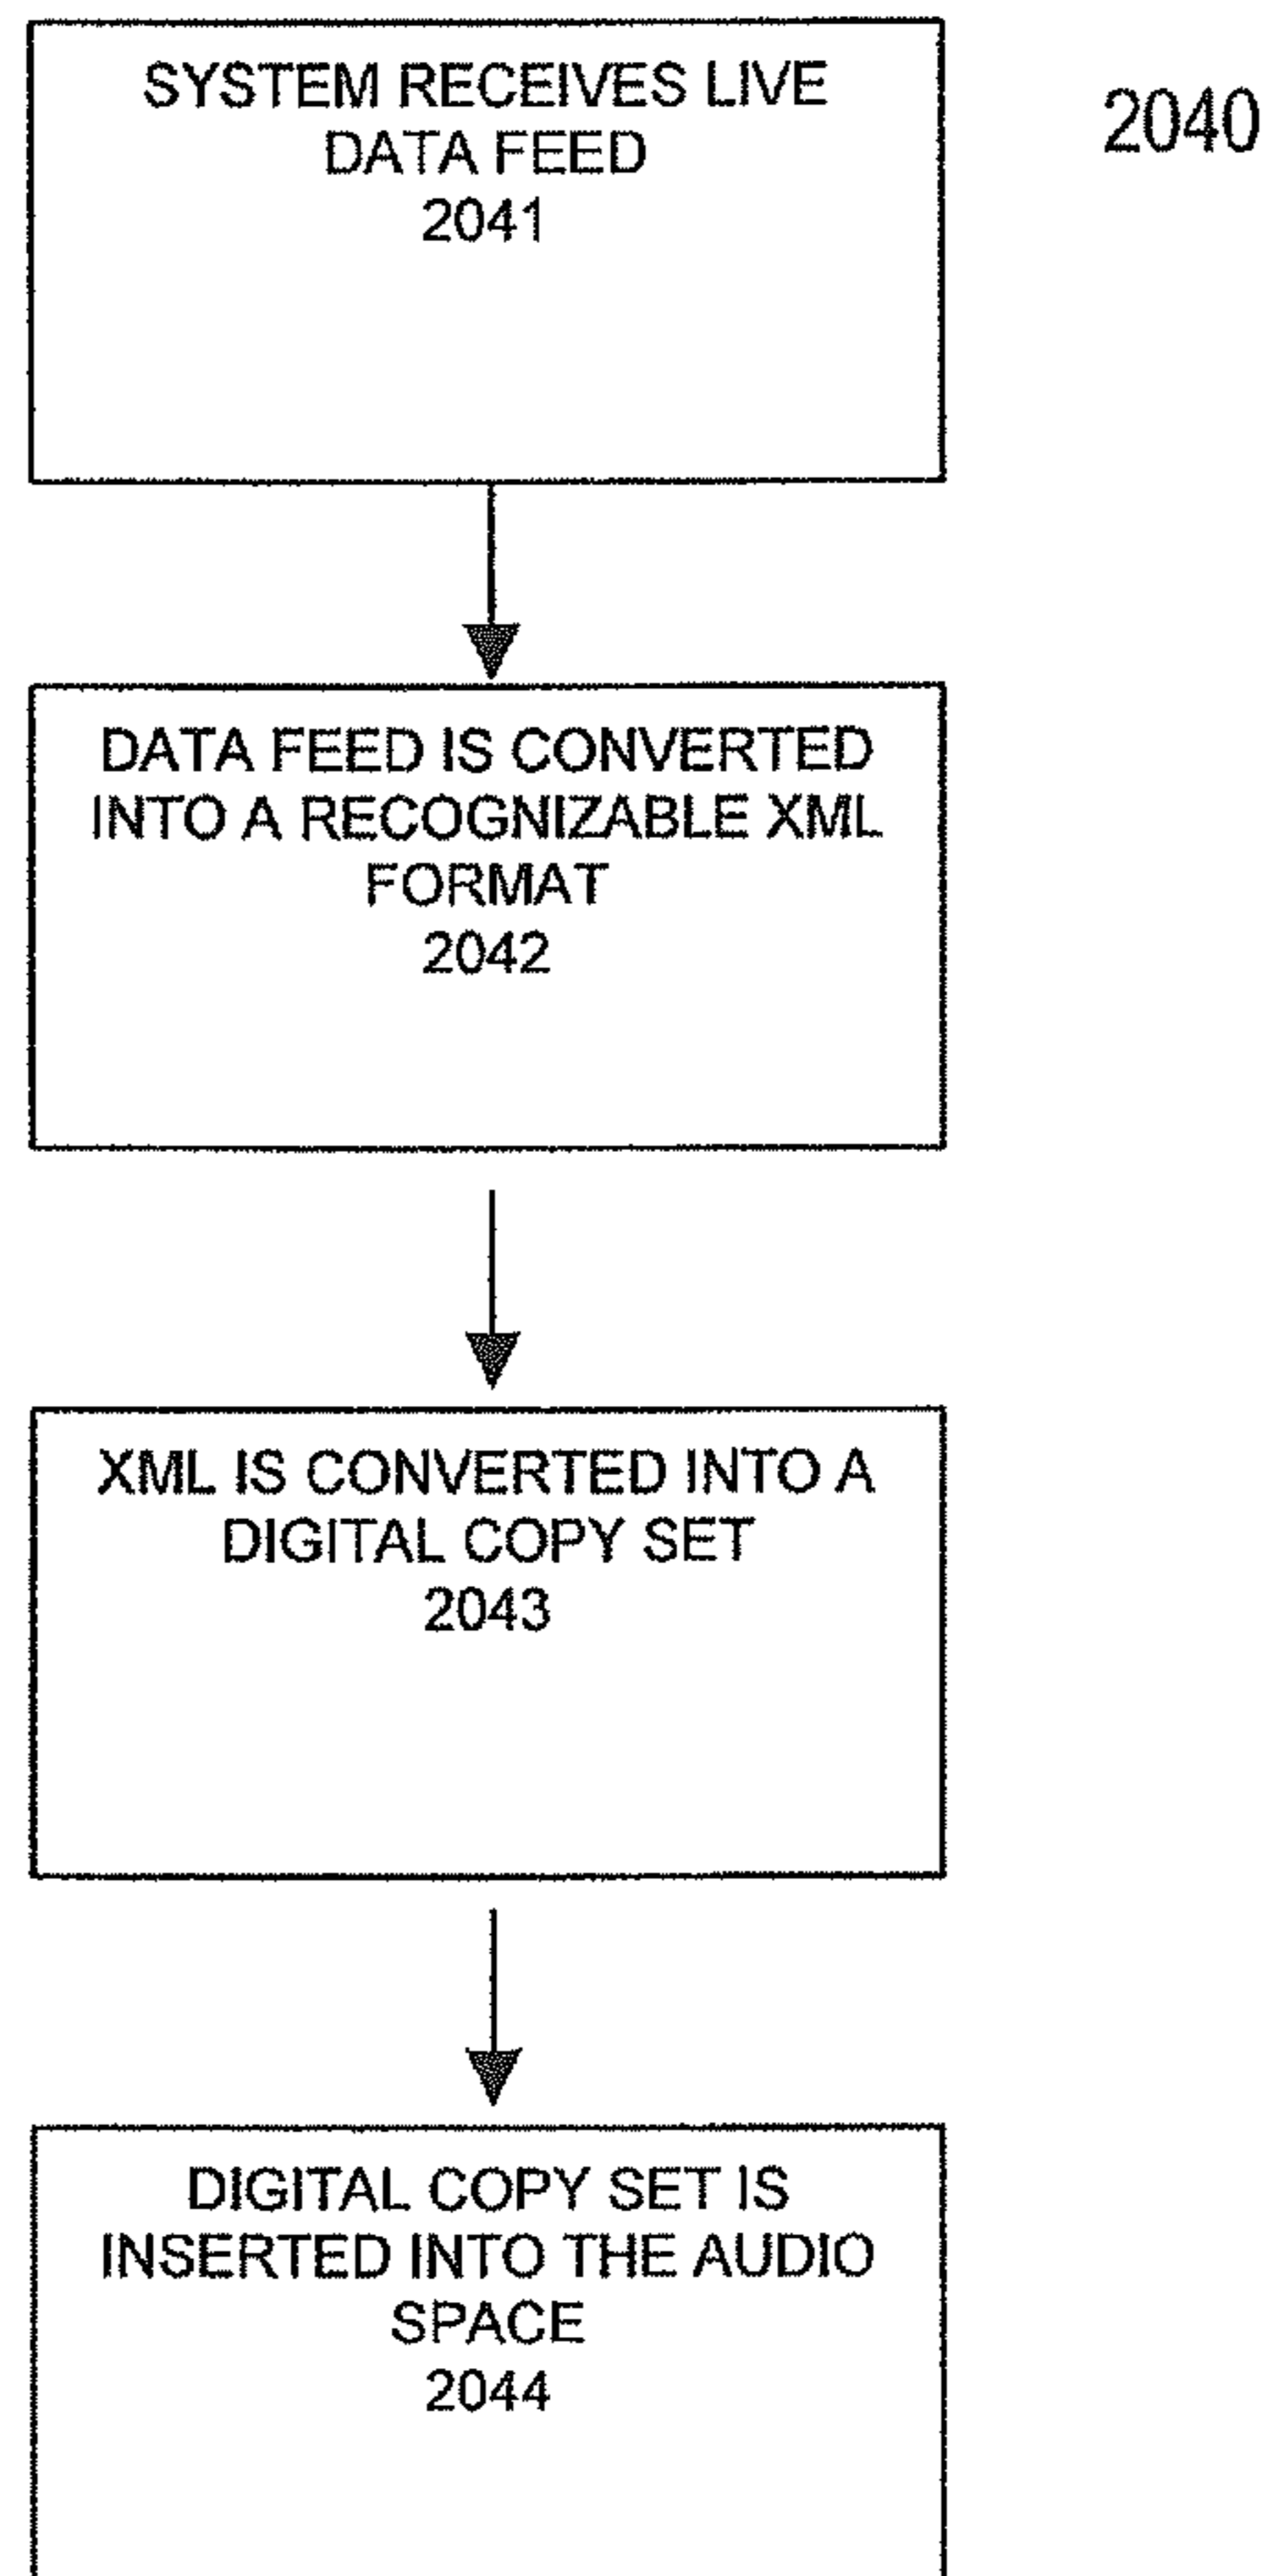 SYSTEM RECEIVES LIVE
DATA FEED
2041
2040
DATA FEED IS CONVERTED
INTO A RECOGNIZABLE XML
FORMAT
2042
XML IS CONVERTED INTO A
DIGITAL COPY SET
2043
DIGITAL COPY SET IS
INSERTED INTO THE AUDIO
SPACE
2044